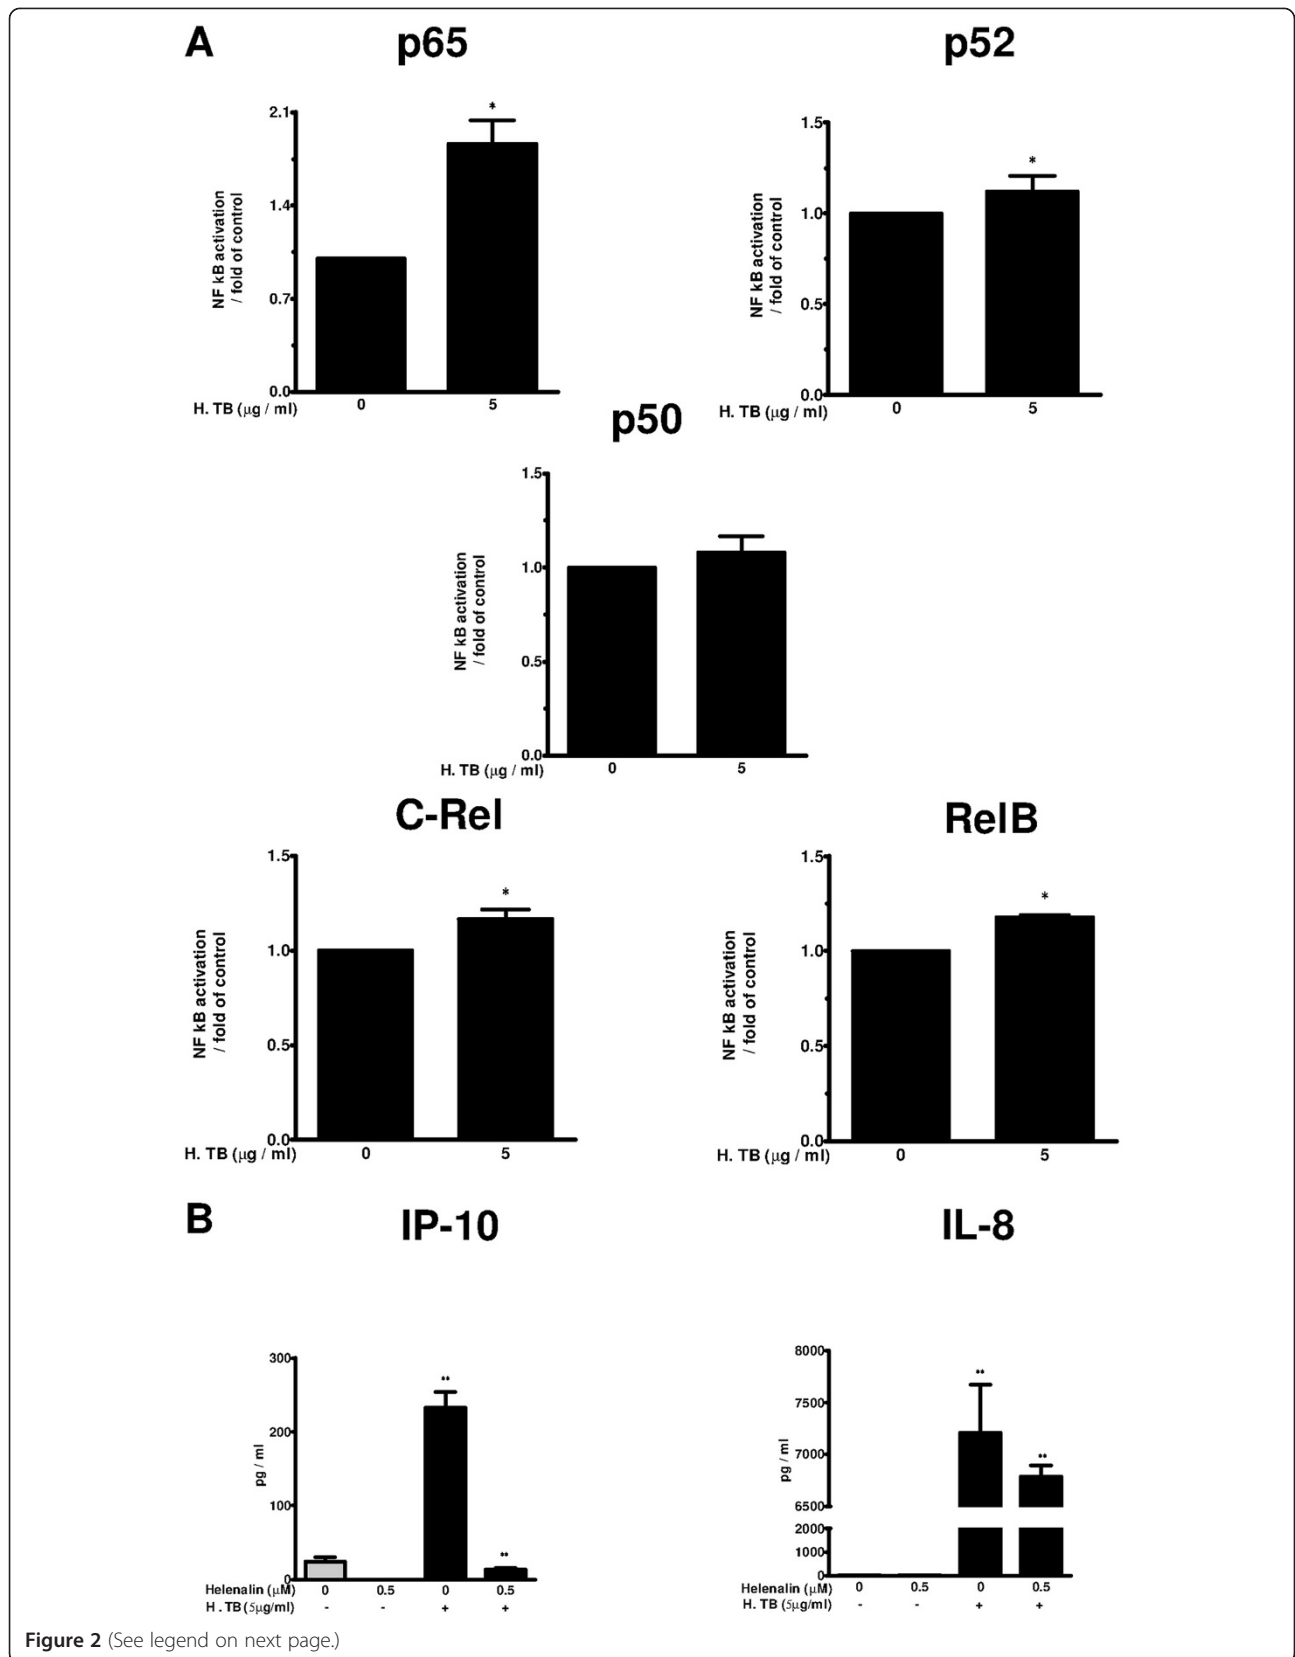 A
p65
p52
2.1
1.4
0.7
0.0
NF kB activation
/ fold of control
*
H. TB (μg / ml)
0
5
1.5
1.0
0.5
0.0
NF kB activation
/ fold of control
*
H. TB (μg / ml)
0
5
p50
1.5
1.0
0.5
0.0
NF kB activation
/ fold of control
H. TB (μg / ml)
0
5
C-Rel
RelB
1.5
1.0
0.5
0.0
NF kB activation
/ fold of control
*
H. TB (μg / ml)
0
5
1.5
1.0
0.5
0.0
NF kB activation
/ fold of control
*
H. TB (μg / ml)
0
5
B
IP-10
IL-8
300
200
100
0
pg / ml
**
**
Helenalin (μM) 0 0.5 0 0.5
H . TB (5μg/ml) - - + +
8000
7500
7000
6500
2000
1000
0
pg / ml
**
**
Helenalin (μM) 0 0.5 0 0.5
H. TB (5μg/ml) - - + +
Figure 2 (See legend on next page.)